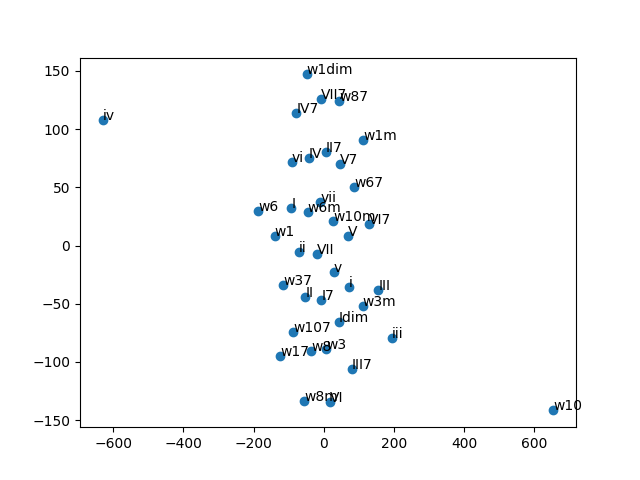 w1dim
150
VII7
w87
IV7
iv
100
w1m
II7
IV
vi
V7
w67
50
vii
I
w6m
w6
w10m
VI7
w1
V
0
ii
VII
v
w37
i
III
II
I7
w3m
-50
Idim
w107
iii
w8
w3
w17
III7
-100
w8m
VI
w10
-150
-600
-400
-200
0
200
400
600